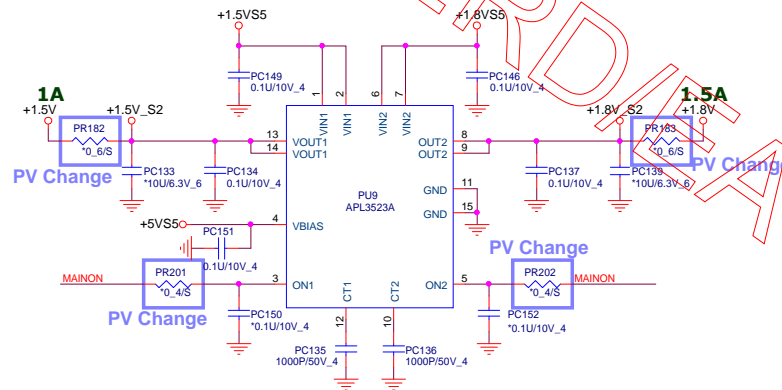 +1.5VS5
+1.8VS5
PC149
0.1U/10V_4
PC146
0.1U/10V_4
1A
+1.5V
+1.5V_S2
+1.8V_S2
1.5A
+1.8V
1
2
6
7
VIN1
VIN1
VIN2
VIN2
PR182
*0_6/S
PV Change
PC133
*10U/6.3V_6
PC134
0.1U/10V_4
13
14
VOUT1
VOUT1
OUT2
OUT2
8
9
PR183
*0_6/S
PV Change
PC137
0.1U/10V_4
PC139
*10U/6.3V_6
PU9
APL3523A
GND
GND
11
15
+5VS5
4
VBIAS
PC151
0.1U/10V_4
PV Change
MAINON
PR201
*0_4/S
3
ON1
ON2
5
PR202
*0_4/S
MAINON
PV Change
PC150
*0.1U/10V_4
CT1
CT2
12
10
PC152
*0.1U/10V_4
PC135
1000P/50V_4
PC136
1000P/50V_4